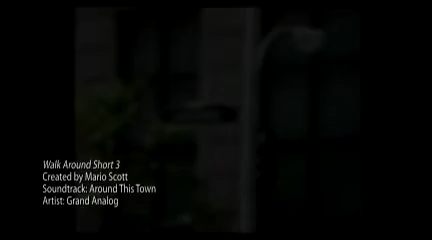 Walk Around Short 3
Created by Mario Scott
Soundtrack: Around This Town
Artist: Grand Analog